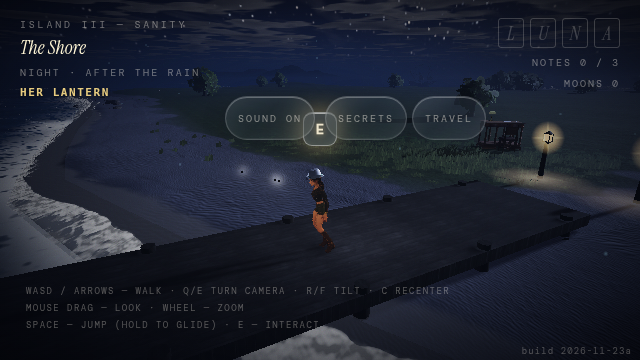 ISLAND III — SANITY
The Shore
NIGHT · AFTER THE RAIN
HER LANTERN
L U N A
NOTES 0 / 3
MOONS 0
SOUND ON
SECRETS
TRAVEL
E
WASD / ARROWS — WALK · Q/E TURN CAMERA · R/F TILT · C RECENTER
MOUSE DRAG — LOOK · WHEEL — ZOOM
SPACE — JUMP (HOLD TO GLIDE) · E — INTERACT
build 2026-11-23a